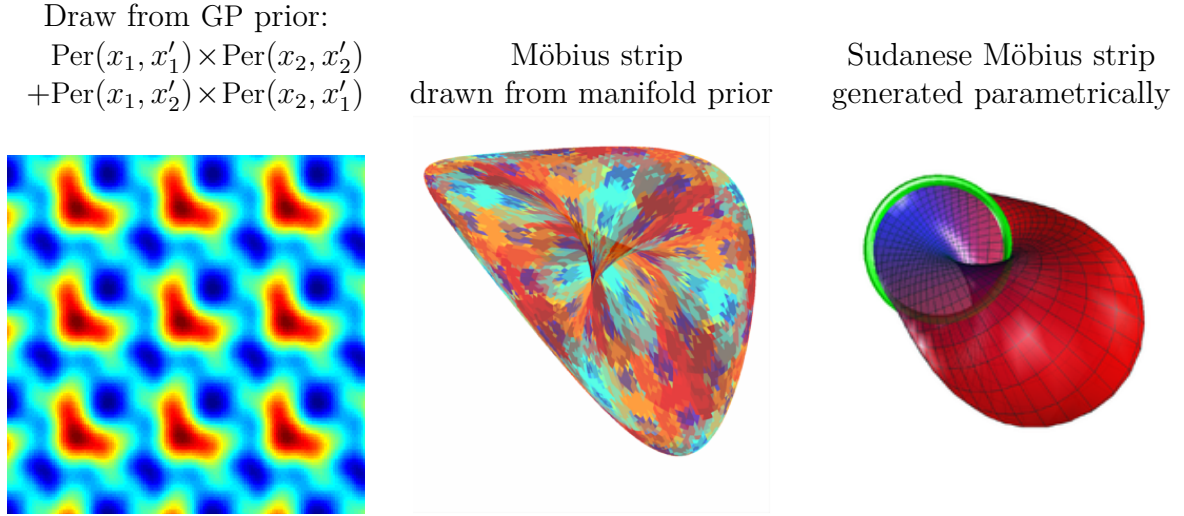 Draw from GP prior:
Per(x₁, x′₁)×Per(x₂, x′₂)
+Per(x₁, x′₂)×Per(x₂, x′₁)
Möbius strip
drawn from manifold prior
Sudanese Möbius strip
generated parametrically